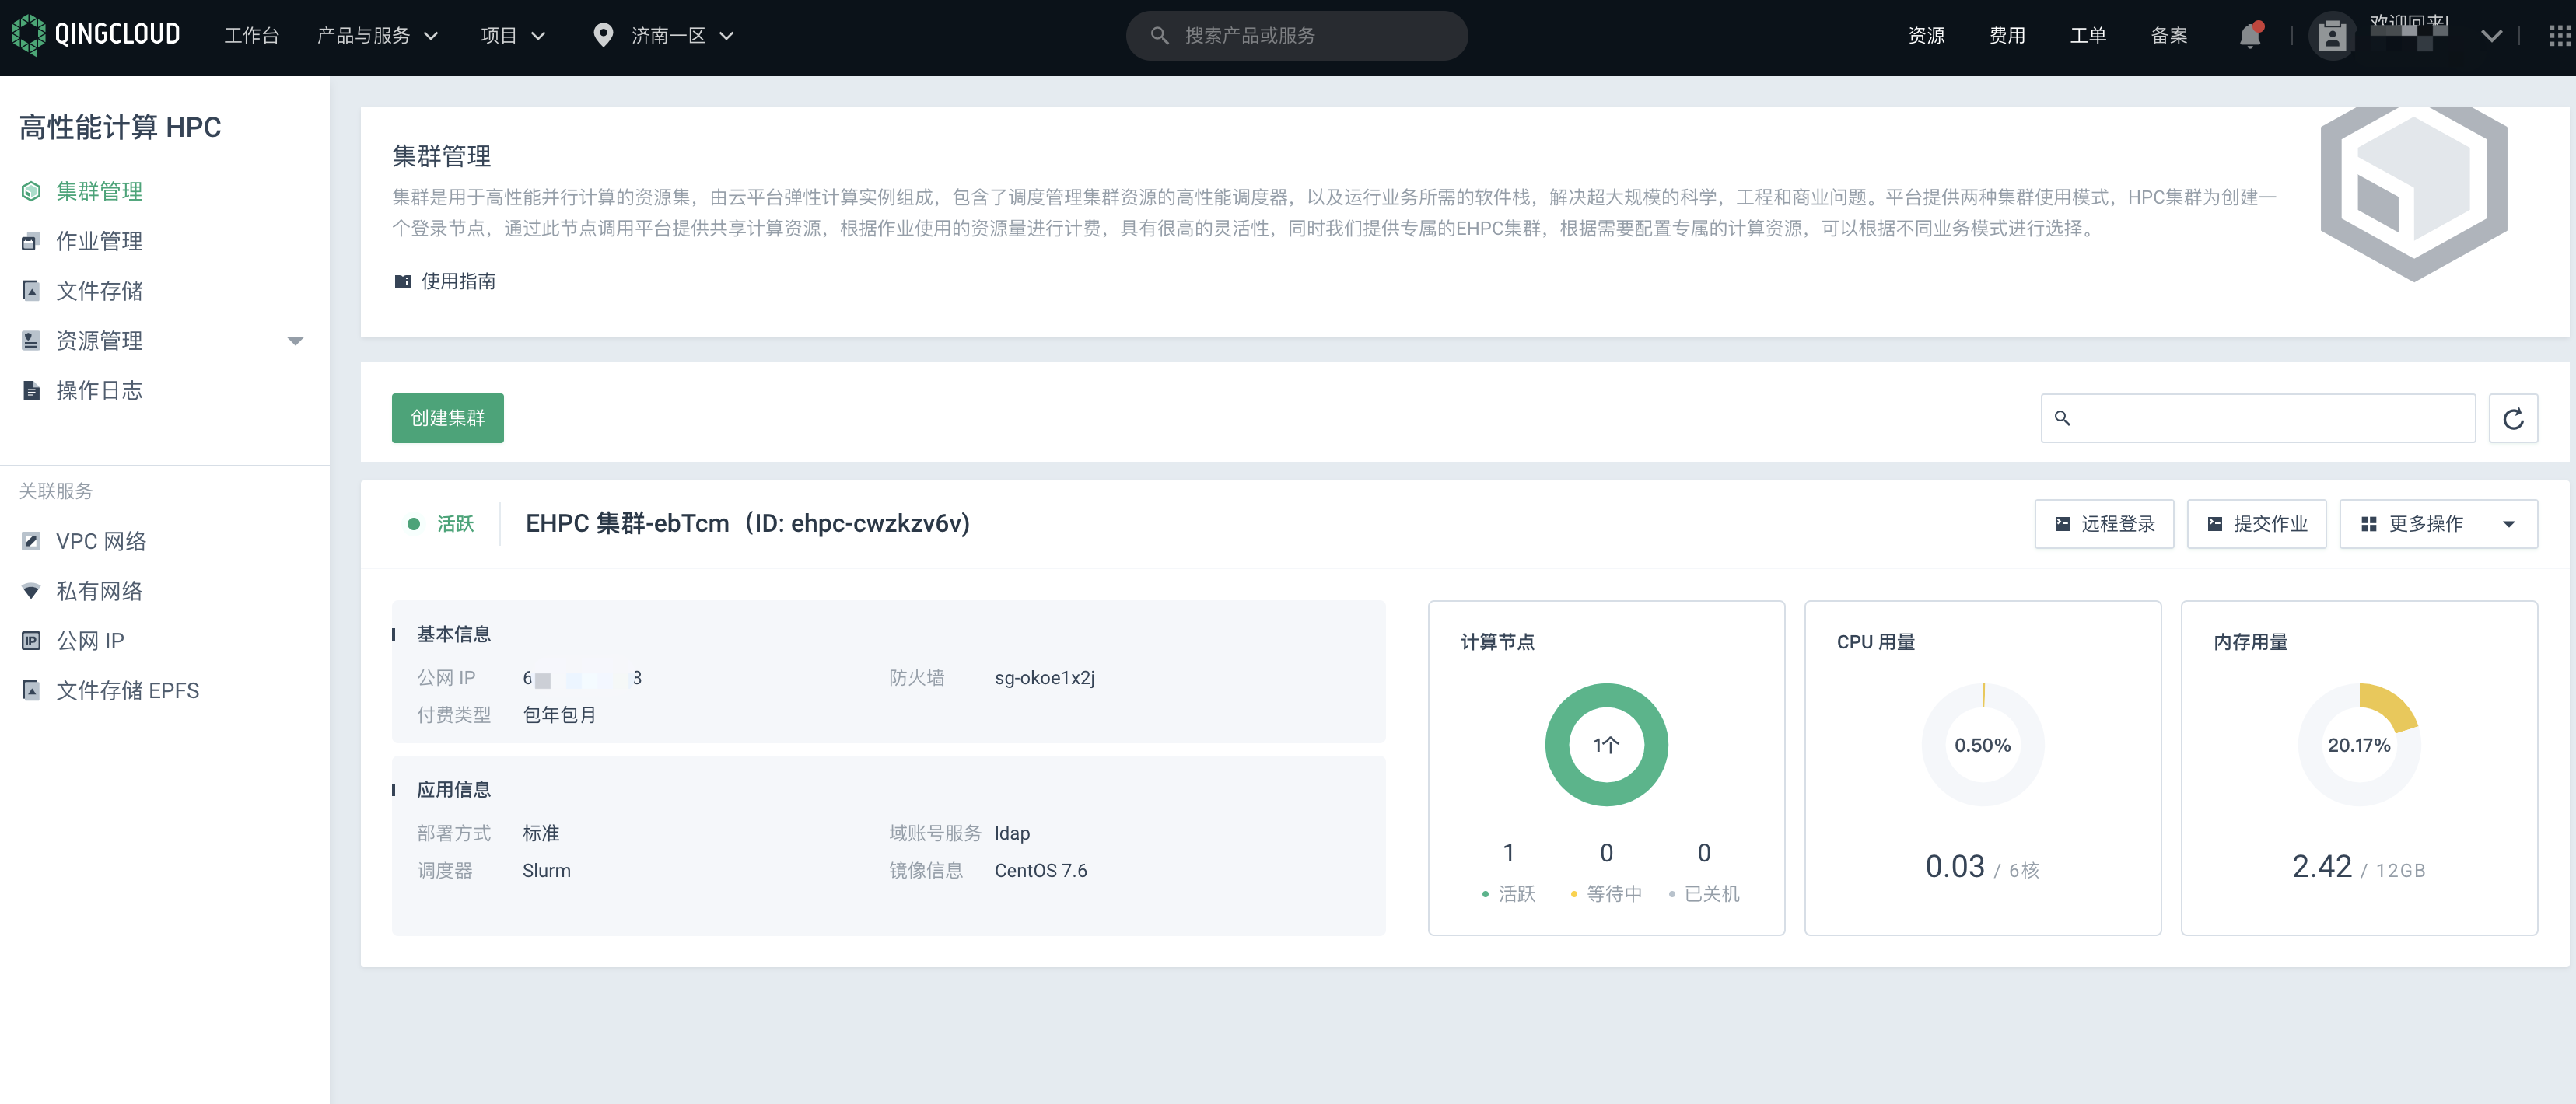 QINGCLOUD 工作台 产品与服务 项目 济南一区 搜索产品或服务 资源 费用 工单 备案 欢迎回来!
高性能计算 HPC
集群管理
作业管理
文件存储
资源管理
操作日志
关联服务
VPC 网络
私有网络
公网 IP
文件存储 EPFS
集群管理
集群是用于高性能并行计算的资源集，由云平台弹性计算实例组成，包含了调度管理集群资源的高性能调度器，以及运行业务所需的软件栈，解决超大规模的科学，工程和商业问题。平台提供两种集群使用模式，HPC集群为创建一
个登录节点，通过此节点调用平台提供共享计算资源，根据作业使用的资源量进行计费，具有很高的灵活性，同时我们提供专属的EHPC集群，根据需要配置专属的计算资源，可以根据不同业务模式进行选择。
使用指南
创建集群
活跃 EHPC 集群-ebTcm（ID: ehpc-cwzkzv6v) 远程登录 提交作业 更多操作
基本信息
公网 IP 6 3 防火墙 sg-okoe1x2j
付费类型 包年包月
应用信息
部署方式 标准 域账号服务 ldap
调度器 Slurm 镜像信息 CentOS 7.6
计算节点
1个
1 0 0
活跃 等待中 已关机
CPU 用量
0.50%
0.03 / 6核
内存用量
20.17%
2.42 / 12GB